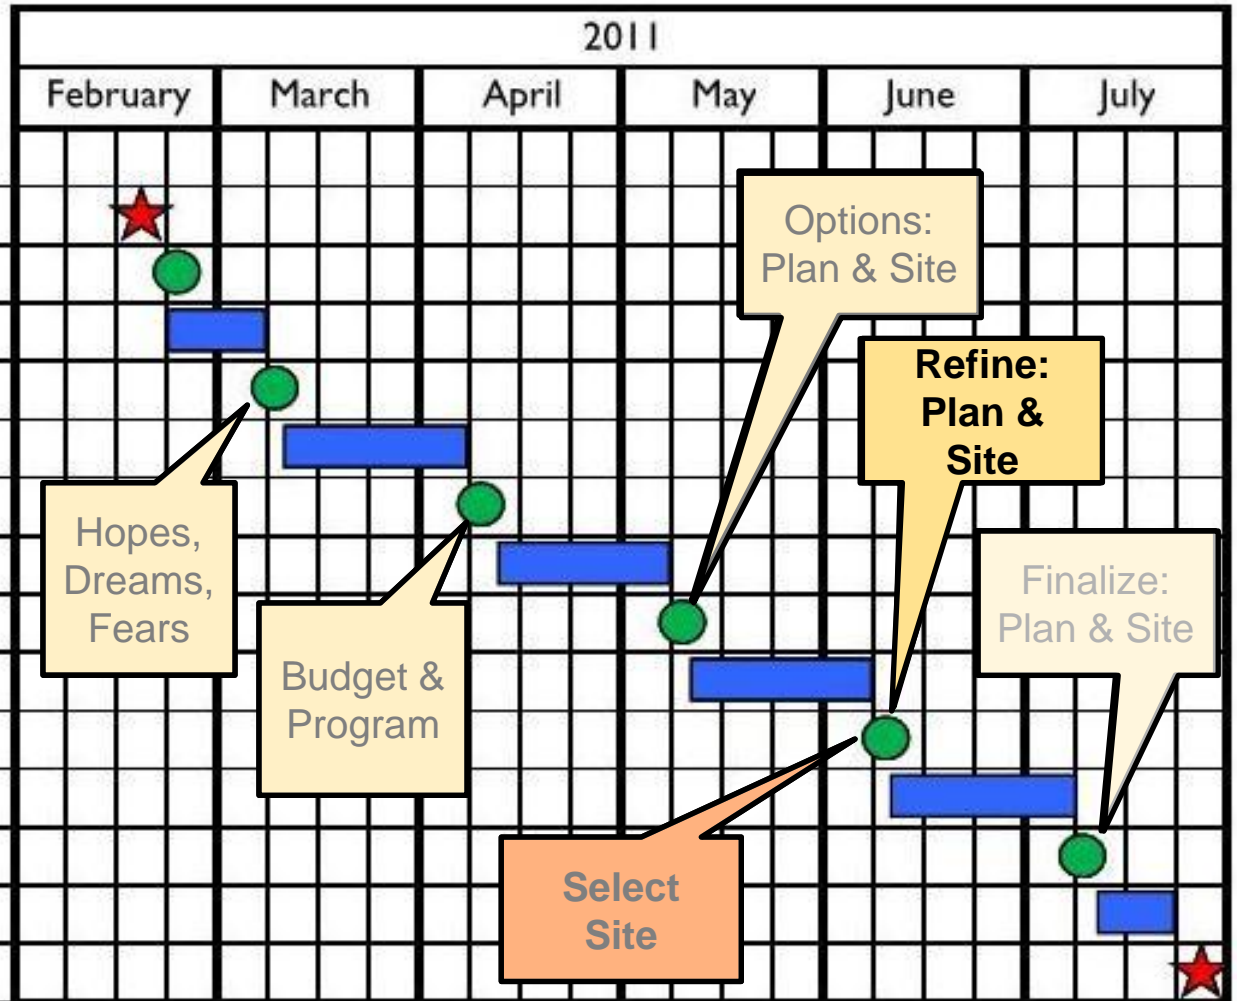 2011
February March April May June July
Options:
Plan & Site
Refine:
Plan &
Site
Hopes,
Dreams,
Fears
Finalize:
Plan & Site
Budget &
Program
Select
Site